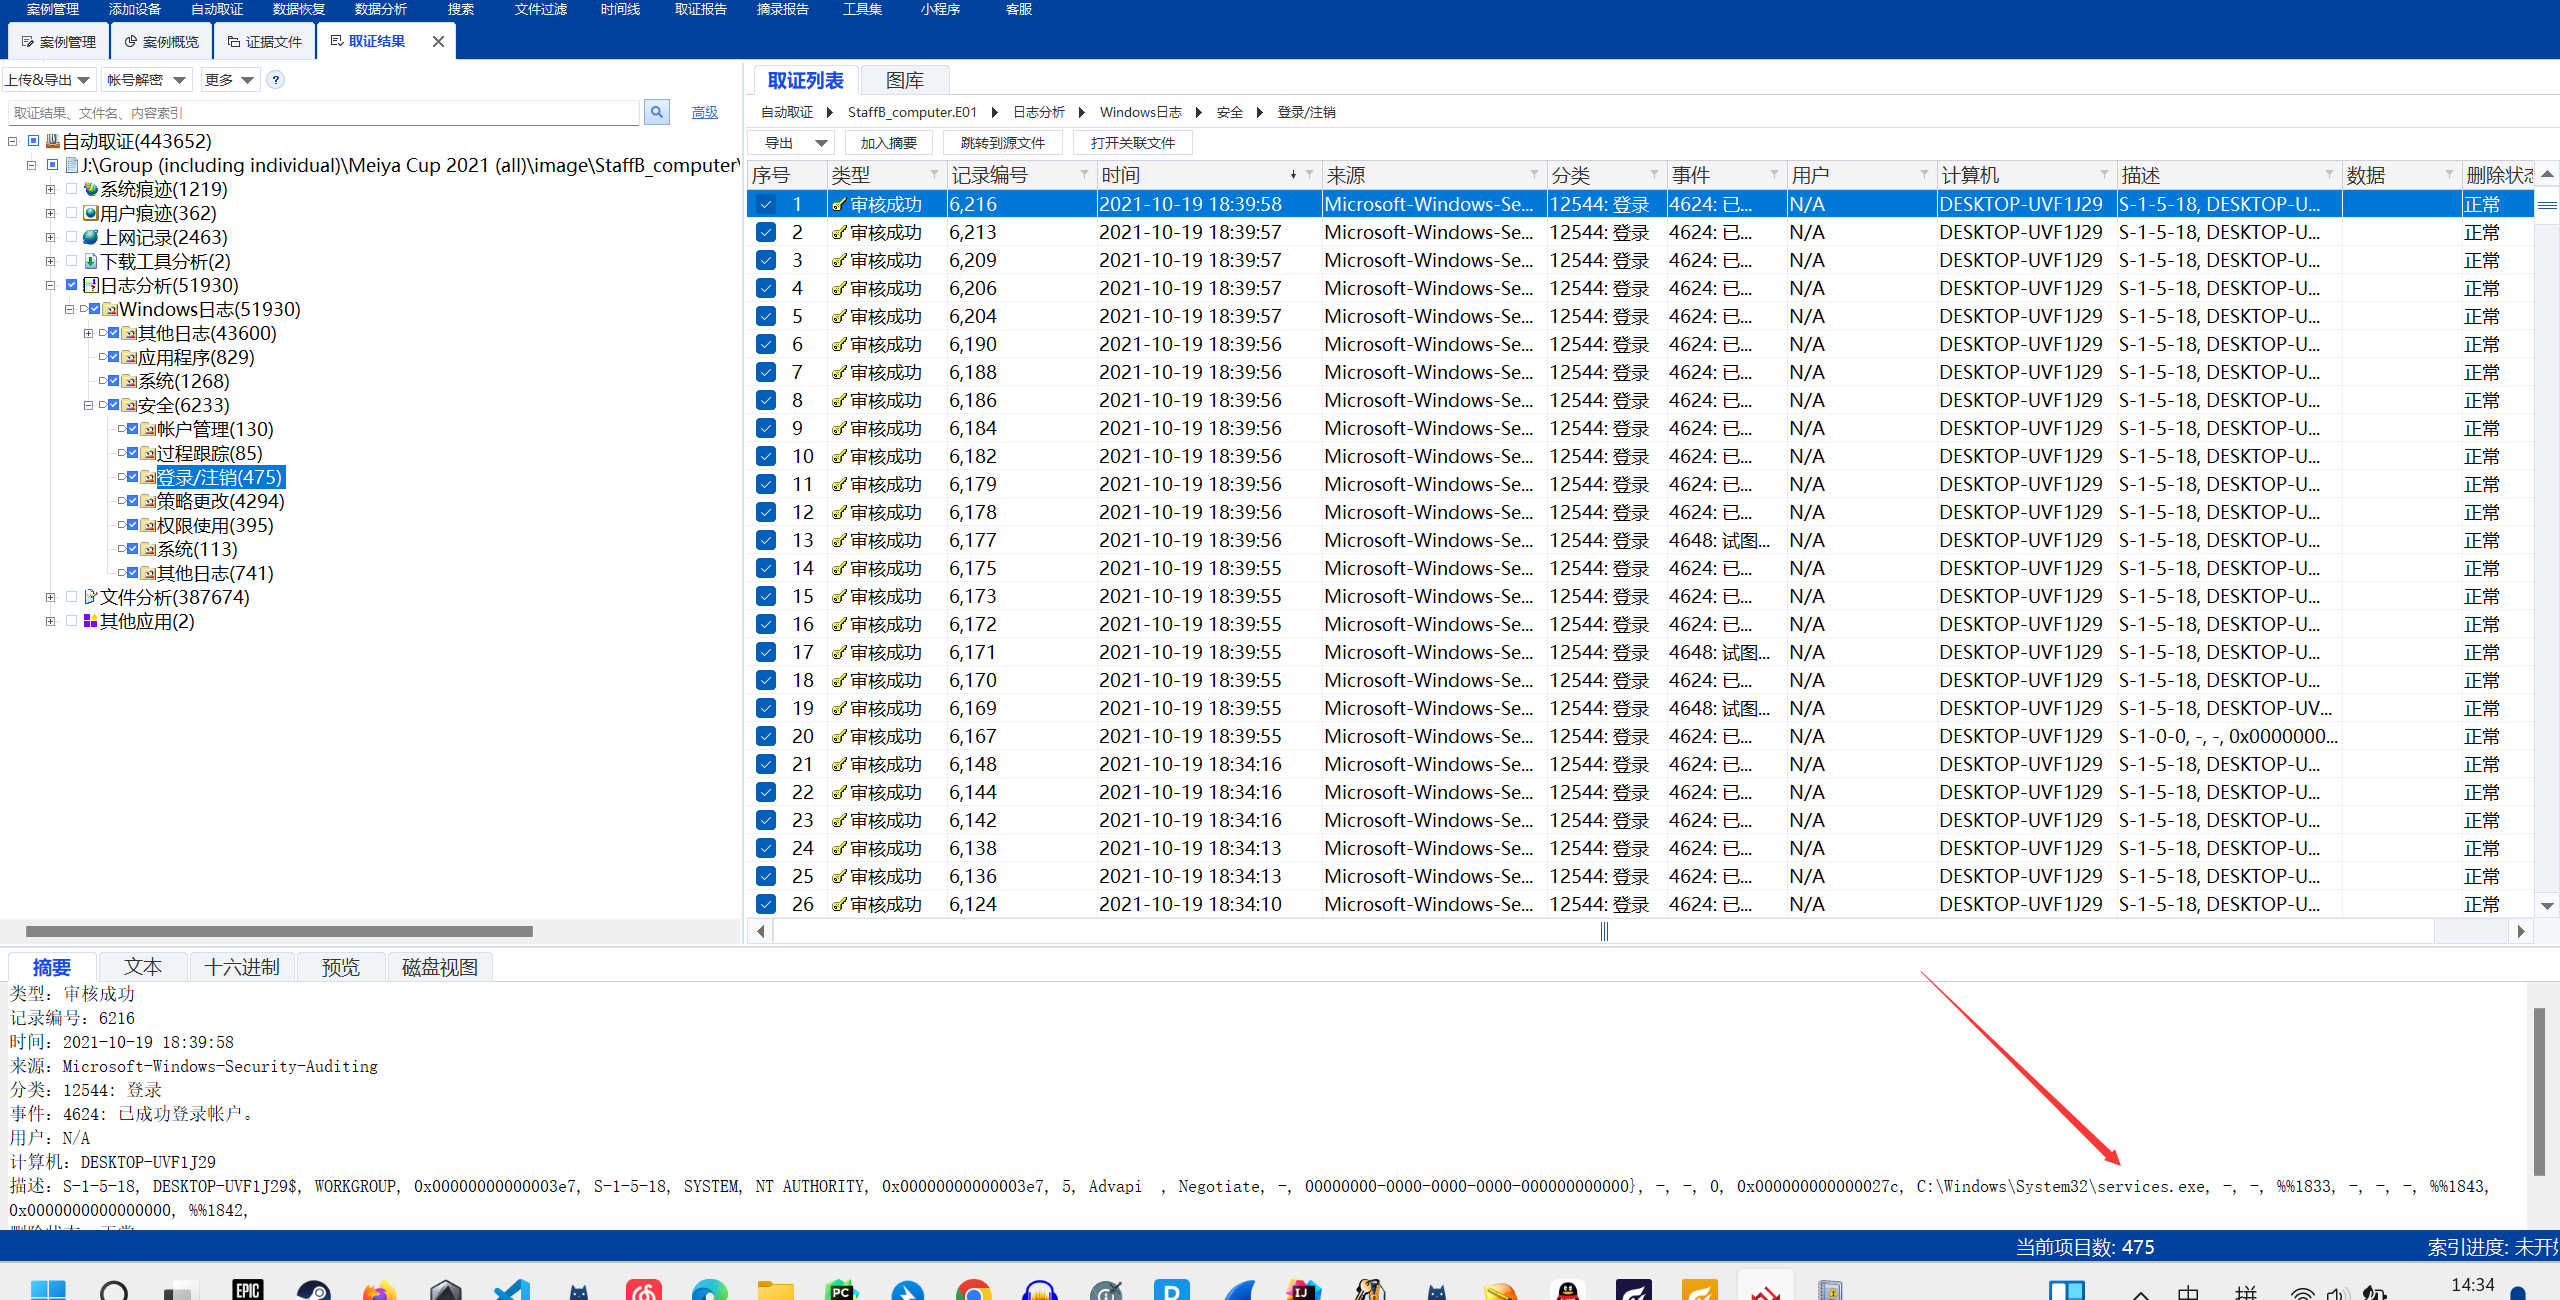 案例管理 添加设备 自动取证 数据恢复 数据分析 搜索 文件过滤 时间线 取证报告 摘录报告 工具集 小程序 客服
案例管理 案例概览 证据文件 取证结果
上传&导出 帐号解密 更多 ?
取证结果、文件名、内容索引 高级
自动取证(443652)
J:\Group (including individual)\Meiya Cup 2021 (all)\image\StaffB_computer\
系统痕迹(1219)
用户痕迹(362)
上网记录(2463)
下载工具分析(2)
日志分析(51930)
Windows日志(51930)
其他日志(43600)
应用程序(829)
系统(1268)
安全(6233)
帐户管理(130)
过程跟踪(85)
登录/注销(475)
策略更改(4294)
权限使用(395)
系统(113)
其他日志(741)
文件分析(387674)
其他应用(2)
取证列表 图库
自动取证 StaffB_computer.E01 日志分析 Windows日志 安全 登录/注销
导出 加入摘要 跳转到源文件 打开关联文件
序号 类型 记录编号 时间 来源 分类 事件 用户 计算机 描述 数据 删除状态
1 审核成功 6,216 2021-10-19 18:39:58 Microsoft-Windows-Se... 12544: 登录 4624: 已... N/A DESKTOP-UVF1J29 S-1-5-18, DESKTOP-U... 正常
2 审核成功 6,213 2021-10-19 18:39:57 Microsoft-Windows-Se... 12544: 登录 4624: 已... N/A DESKTOP-UVF1J29 S-1-5-18, DESKTOP-U... 正常
3 审核成功 6,209 2021-10-19 18:39:57 Microsoft-Windows-Se... 12544: 登录 4624: 已... N/A DESKTOP-UVF1J29 S-1-5-18, DESKTOP-U... 正常
4 审核成功 6,206 2021-10-19 18:39:57 Microsoft-Windows-Se... 12544: 登录 4624: 已... N/A DESKTOP-UVF1J29 S-1-5-18, DESKTOP-U... 正常
5 审核成功 6,204 2021-10-19 18:39:57 Microsoft-Windows-Se... 12544: 登录 4624: 已... N/A DESKTOP-UVF1J29 S-1-5-18, DESKTOP-U... 正常
6 审核成功 6,190 2021-10-19 18:39:56 Microsoft-Windows-Se... 12544: 登录 4624: 已... N/A DESKTOP-UVF1J29 S-1-5-18, DESKTOP-U... 正常
7 审核成功 6,188 2021-10-19 18:39:56 Microsoft-Windows-Se... 12544: 登录 4624: 已... N/A DESKTOP-UVF1J29 S-1-5-18, DESKTOP-U... 正常
8 审核成功 6,186 2021-10-19 18:39:56 Microsoft-Windows-Se... 12544: 登录 4624: 已... N/A DESKTOP-UVF1J29 S-1-5-18, DESKTOP-U... 正常
9 审核成功 6,184 2021-10-19 18:39:56 Microsoft-Windows-Se... 12544: 登录 4624: 已... N/A DESKTOP-UVF1J29 S-1-5-18, DESKTOP-U... 正常
10 审核成功 6,182 2021-10-19 18:39:56 Microsoft-Windows-Se... 12544: 登录 4624: 已... N/A DESKTOP-UVF1J29 S-1-5-18, DESKTOP-U... 正常
11 审核成功 6,179 2021-10-19 18:39:56 Microsoft-Windows-Se... 12544: 登录 4624: 已... N/A DESKTOP-UVF1J29 S-1-5-18, DESKTOP-U... 正常
12 审核成功 6,178 2021-10-19 18:39:56 Microsoft-Windows-Se... 12544: 登录 4624: 已... N/A DESKTOP-UVF1J29 S-1-5-18, DESKTOP-U... 正常
13 审核成功 6,177 2021-10-19 18:39:56 Microsoft-Windows-Se... 12544: 登录 4648: 试图... N/A DESKTOP-UVF1J29 S-1-5-18, DESKTOP-U... 正常
14 审核成功 6,175 2021-10-19 18:39:55 Microsoft-Windows-Se... 12544: 登录 4624: 已... N/A DESKTOP-UVF1J29 S-1-5-18, DESKTOP-U... 正常
15 审核成功 6,173 2021-10-19 18:39:55 Microsoft-Windows-Se... 12544: 登录 4624: 已... N/A DESKTOP-UVF1J29 S-1-5-18, DESKTOP-U... 正常
16 审核成功 6,172 2021-10-19 18:39:55 Microsoft-Windows-Se... 12544: 登录 4624: 已... N/A DESKTOP-UVF1J29 S-1-5-18, DESKTOP-U... 正常
17 审核成功 6,171 2021-10-19 18:39:55 Microsoft-Windows-Se... 12544: 登录 4648: 试图... N/A DESKTOP-UVF1J29 S-1-5-18, DESKTOP-U... 正常
18 审核成功 6,170 2021-10-19 18:39:55 Microsoft-Windows-Se... 12544: 登录 4624: 已... N/A DESKTOP-UVF1J29 S-1-5-18, DESKTOP-U... 正常
19 审核成功 6,169 2021-10-19 18:39:55 Microsoft-Windows-Se... 12544: 登录 4648: 试图... N/A DESKTOP-UVF1J29 S-1-5-18, DESKTOP-UV... 正常
20 审核成功 6,167 2021-10-19 18:39:55 Microsoft-Windows-Se... 12544: 登录 4624: 已... N/A DESKTOP-UVF1J29 S-1-0-0, -, -, 0x0000000... 正常
21 审核成功 6,148 2021-10-19 18:34:16 Microsoft-Windows-Se... 12544: 登录 4624: 已... N/A DESKTOP-UVF1J29 S-1-5-18, DESKTOP-U... 正常
22 审核成功 6,144 2021-10-19 18:34:16 Microsoft-Windows-Se... 12544: 登录 4624: 已... N/A DESKTOP-UVF1J29 S-1-5-18, DESKTOP-U... 正常
23 审核成功 6,142 2021-10-19 18:34:16 Microsoft-Windows-Se... 12544: 登录 4624: 已... N/A DESKTOP-UVF1J29 S-1-5-18, DESKTOP-U... 正常
24 审核成功 6,138 2021-10-19 18:34:13 Microsoft-Windows-Se... 12544: 登录 4624: 已... N/A DESKTOP-UVF1J29 S-1-5-18, DESKTOP-U... 正常
25 审核成功 6,136 2021-10-19 18:34:13 Microsoft-Windows-Se... 12544: 登录 4624: 已... N/A DESKTOP-UVF1J29 S-1-5-18, DESKTOP-U... 正常
26 审核成功 6,124 2021-10-19 18:34:10 Microsoft-Windows-Se... 12544: 登录 4624: 已... N/A DESKTOP-UVF1J29 S-1-5-18, DESKTOP-U... 正常
摘要 文本 十六进制 预览 磁盘视图
类型: 审核成功
记录编号: 6216
时间: 2021-10-19 18:39:58
来源: Microsoft-Windows-Security-Auditing
分类: 12544: 登录
事件: 4624: 已成功登录帐户。
用户: N/A
计算机: DESKTOP-UVF1J29
描述: S-1-5-18, DESKTOP-UVF1J29$, WORKGROUP, 0x00000000000003e7, S-1-5-18, SYSTEM, NT AUTHORITY, 0x00000000000003e7, 5, Advapi  , Negotiate, -, 00000000-0000-0000-0000-000000000000}, -, -, 0, 0x000000000000027c, C:\Windows\System32\services.exe, -, -, %%1833, -, -, -, %%1843,
0x0000000000000000, %%1842,
当前项目数: 475 索引进度: 未开
EPIC PC IJ 中 拼 14:34